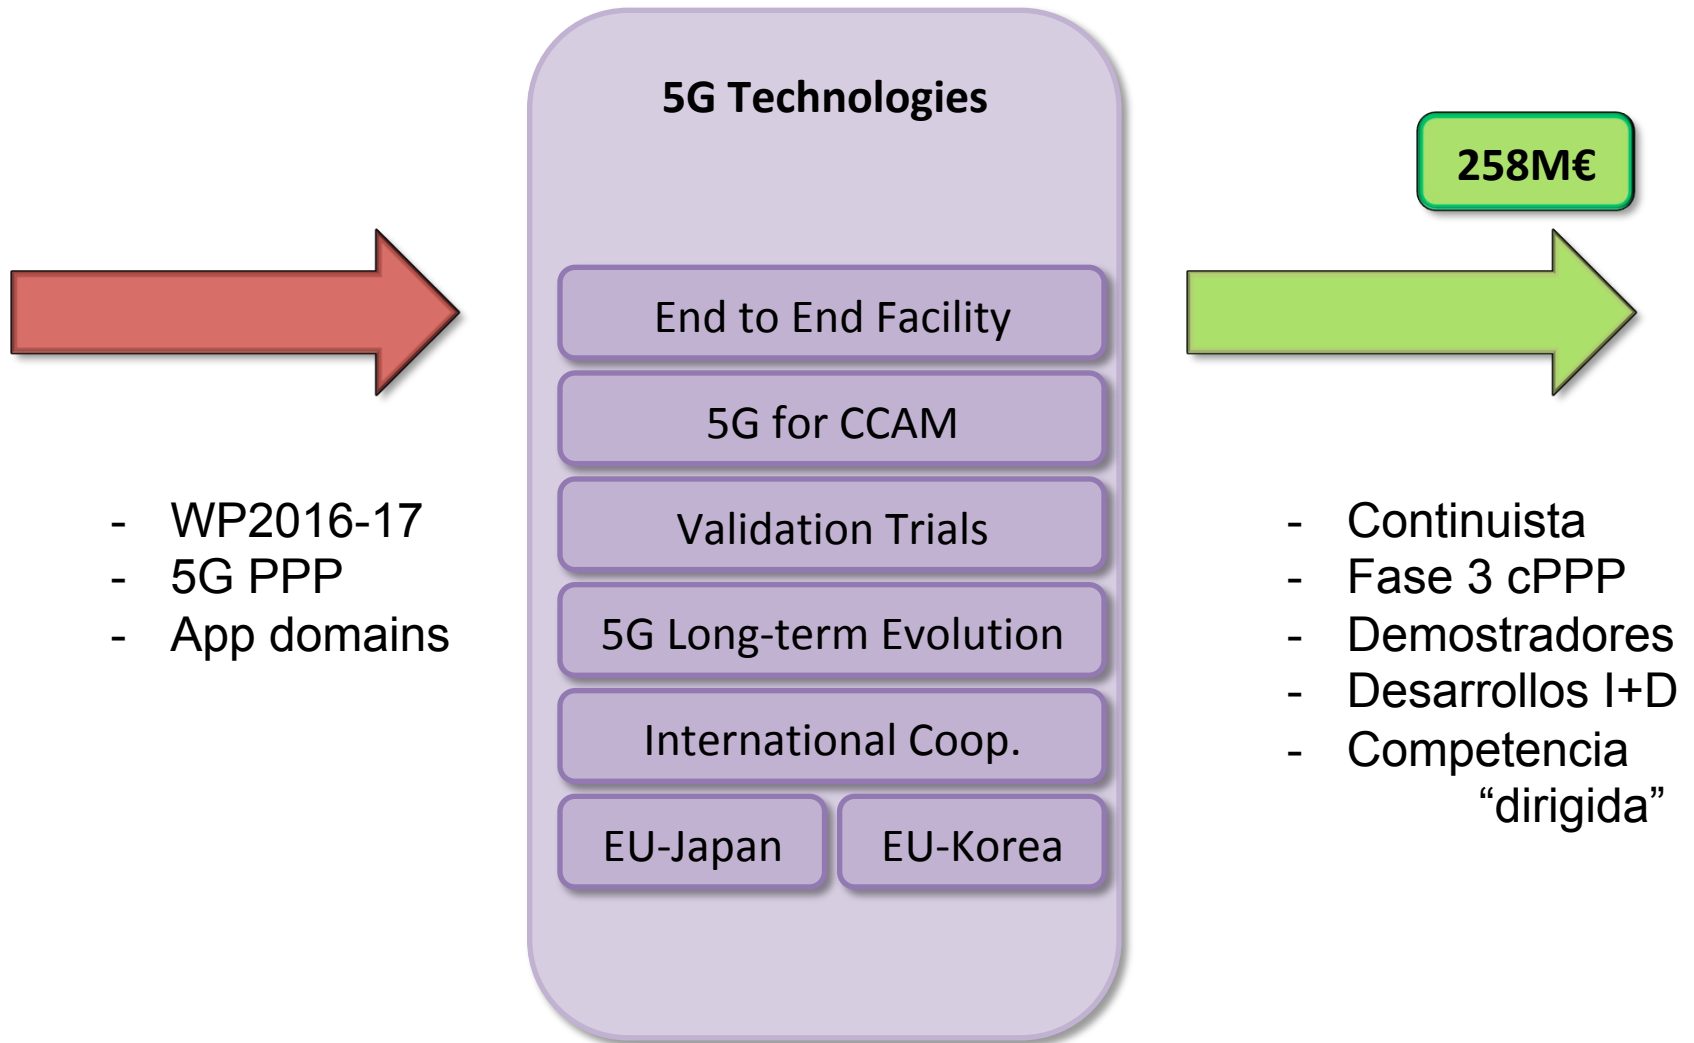 5G Technologies
258M€
End to End Facility
5G for CCAM
Validation Trials
5G Long-term Evolution
International Coop.
EU-Japan
EU-Korea
- WP2016-17
- 5G PPP
- App domains
- Continuista
- Fase 3 cPPP
- Demostradores
- Desarrollos I+D
- Competencia
“dirigida”